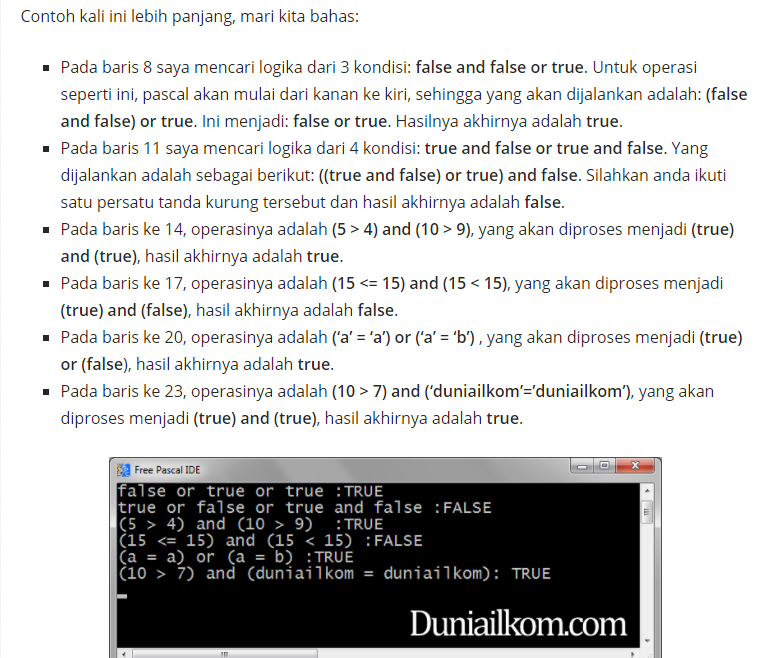 Contoh kali ini lebih panjang, mari kita bahas:
Pada baris 8 saya mencari logika dari 3 kondisi: false and false or true. Untuk operasi
seperti ini, pascal akan mulai dari kanan ke kiri, sehingga yang akan dijalankan adalah: (false
and false) or true. Ini menjadi: false or true. Hasilnya akhirnya adalah true.
Pada baris 11 saya mencari logika dari 4 kondisi: true and false or true and false. Yang
dijalankan adalah sebagai berikut: ((true and false) or true) and false. Silahkan anda ikuti
satu persatu tanda kurung tersebut dan hasil akhirnya adalah false.
Pada baris ke 14, operasinya adalah (5 > 4) and (10 > 9), yang akan diproses menjadi (true)
and (true), hasil akhirnya adalah true.
Pada baris ke 17, operasinya adalah (15 <= 15) and (15 < 15), yang akan diproses menjadi
(true) and (false), hasil akhirnya adalah false.
Pada baris ke 20, operasinya adalah (‘a’ = ‘a’) or (‘a’ = ‘b’) , yang akan diproses menjadi (true)
or (false), hasil akhirnya adalah true.
Pada baris ke 23, operasinya adalah (10 > 7) and (‘duniailkom’=’duniailkom’), yang akan
diproses menjadi (true) and (true), hasil akhirnya adalah true.
Free Pascal IDE
false or true or true :TRUE
true or false or true and false :FALSE
(5 > 4) and (10 > 9)  :TRUE
(15 <= 15) and (15 < 15) :FALSE
(a = a) or (a = b) :TRUE
(10 > 7) and (duniailkom = duniailkom): TRUE
Duniailkom.com